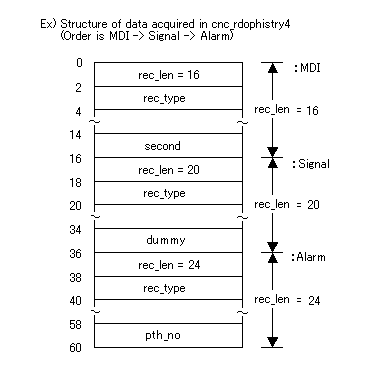 Ex) Structure of data acquired in cnc_rdophistry4
(Order is MDI -> Signal -> Alarm)
0
: MDI
rec_len = 16
2
rec_type
4
rec_len = 16
14
second
16
: Signal
rec_len = 20
18
rec_type
20
rec_len = 20
34
dummy
36
: Alarm
rec_len = 24
38
rec_type
40
rec_len = 24
58
pth_no
60